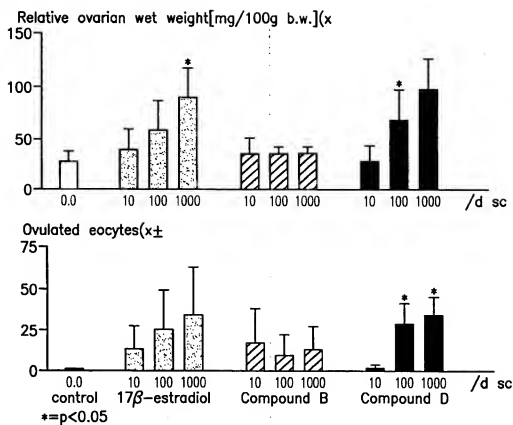 Relative ovarian wet weight[mg/100g b.w.](x
150
100
50
0
*
*
0.0 10 100 1000 10 100 1000 10 100 1000 /d sc
Ovulated eocytes(x±
75
50
25
0
* *
0.0 10 100 1000 10 100 1000 10 100 1000 /d sc
control 17β-estradiol Compound B Compound D
*=p<0.05